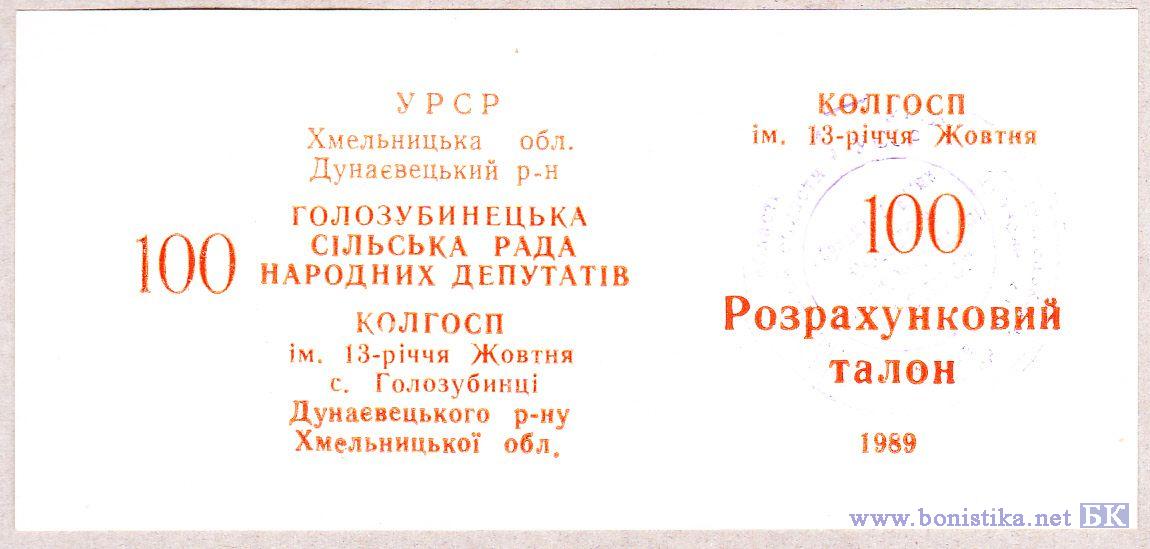 УРСР
Хмельницька обл.
Дунаєвецький р-н
ГОЛОЗУБИНЕЦЬКА
СІЛЬСЬКА РАДА
НАРОДНИХ ДЕПУТАТІВ
100
КОЛГОСП
ім. 13-річчя Жовтня
с. Голозубинці
Дунаєвецького р-ну
Хмельницької обл.
КОЛГОСП
ім. 13-річчя Жовтня
100
Розрахунковий
талон
1989
www.bonistika.net БК